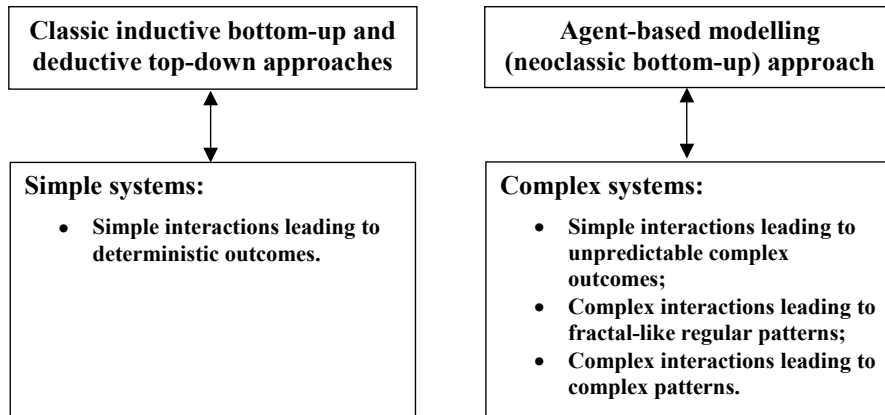 Classic inductive bottom-up and
deductive top-down approaches
Simple systems:
• Simple interactions leading to
deterministic outcomes.
Agent-based modelling
(neoclassic bottom-up) approach
Complex systems:
• Simple interactions leading to
unpredictable complex
outcomes;
• Complex interactions leading to
fractal-like regular patterns;
• Complex interactions leading to
complex patterns.